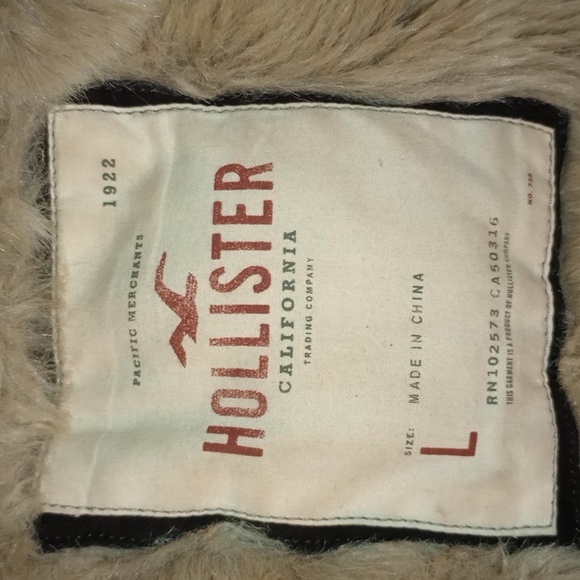 1922
PACIFIC MERCHANTS
HOLLISTER
CALIFORNIA
TRADING COMPANY
SIZE: MADE IN CHINA
L
RN102573 CA50316
THIS GARMENT IS A PRODUCT OF HOLLISTER COMPANY